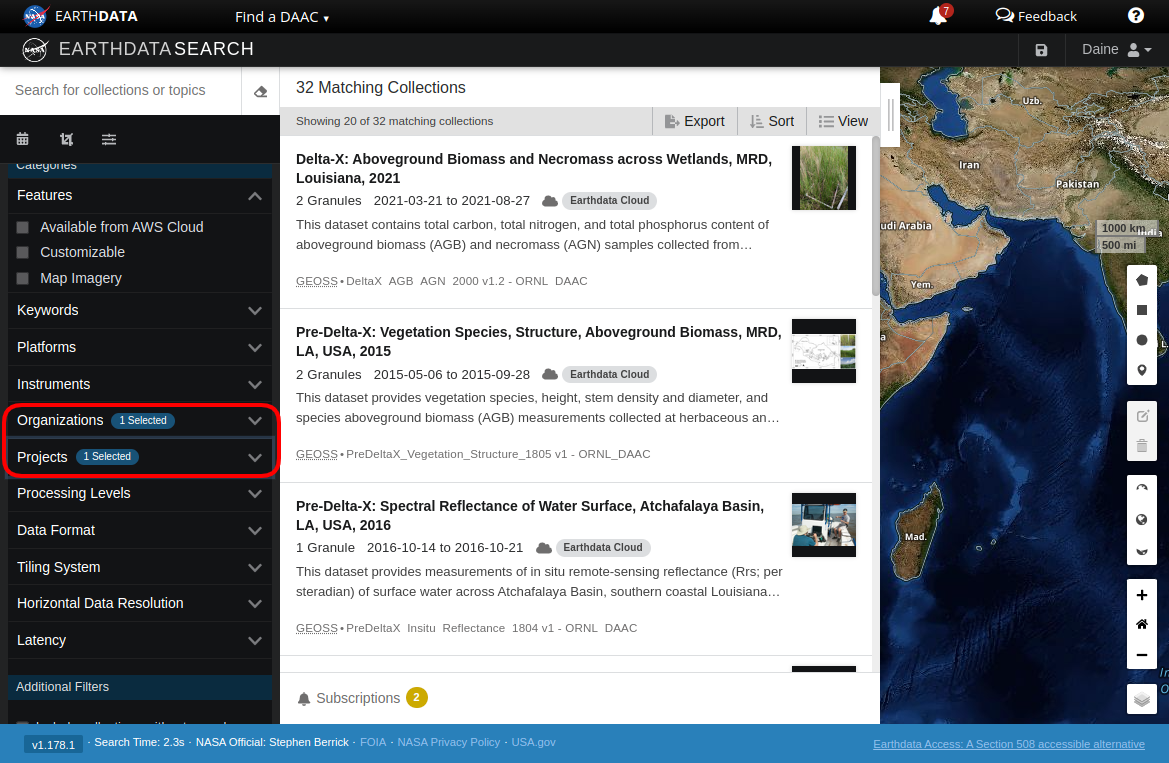 EARTHDATA
Find a DAAC ▾
7
Feedback
?
EARTHDATA SEARCH
Daine
Search for collections or topics
Categories
Features
Available from AWS Cloud
Customizable
Map Imagery
Keywords
Platforms
Instruments
Organizations 1 Selected
Projects 1 Selected
Processing Levels
Data Format
Tiling System
Horizontal Data Resolution
Latency
Additional Filters
32 Matching Collections
Showing 20 of 32 matching collections
Export
Sort
View
Delta-X: Aboveground Biomass and Necromass across Wetlands, MRD,
Louisiana, 2021
2 Granules 2021-03-21 to 2021-08-27 Earthdata Cloud
This dataset contains total carbon, total nitrogen, and total phosphorus content of
aboveground biomass (AGB) and necromass (AGN) samples collected from…
GEOSS • DeltaX AGB AGN 2000 v1.2 - ORNL DAAC
Pre-Delta-X: Vegetation Species, Structure, Aboveground Biomass, MRD,
LA, USA, 2015
2 Granules 2015-05-06 to 2015-09-28 Earthdata Cloud
This dataset provides vegetation species, height, stem density and diameter, and
species aboveground biomass (AGB) measurements collected at herbaceous an…
GEOSS • PreDeltaX_Vegetation_Structure_1805 v1 - ORNL_DAAC
Pre-Delta-X: Spectral Reflectance of Water Surface, Atchafalaya Basin,
LA, USA, 2016
1 Granule 2016-10-14 to 2016-10-21 Earthdata Cloud
This dataset provides measurements of in situ remote-sensing reflectance (Rrs; per
steradian) of surface water across Atchafalaya Basin, southern coastal Louisiana…
GEOSS • PreDeltaX Insitu Reflectance 1804 v1 - ORNL DAAC
Subscriptions 2
Uzb.
Iran
Pakistan
udi Arabia
1000 km
India
500 mi
Yem.
Mad.
v1.178.1 · Search Time: 2.3s · NASA Official: Stephen Berrick · FOIA · NASA Privacy Policy · USA.gov
Earthdata Access: A Section 508 accessible alternative